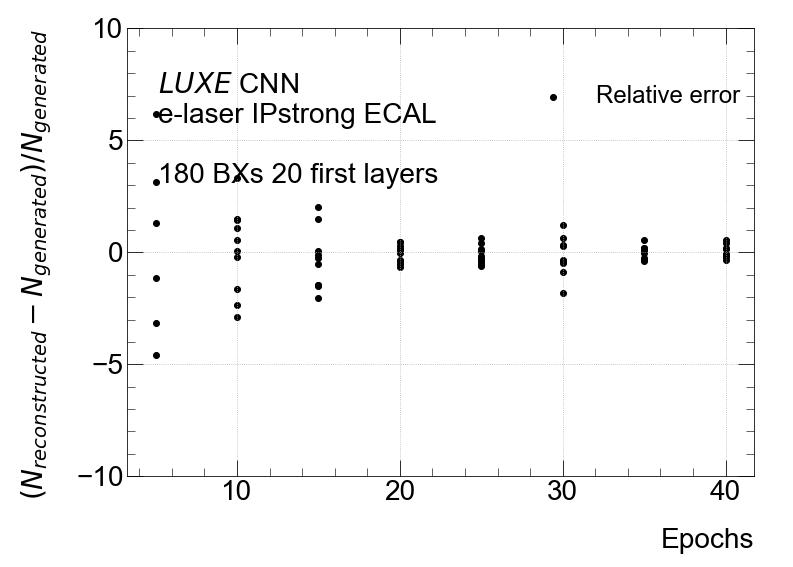 (N_reconstructed − N_generated)/N_generated
10
5
0
−5
−10
LUXE CNN
e-laser IPstrong ECAL
180 BXs 20 first layers
Relative error
10 20 30 40
Epochs